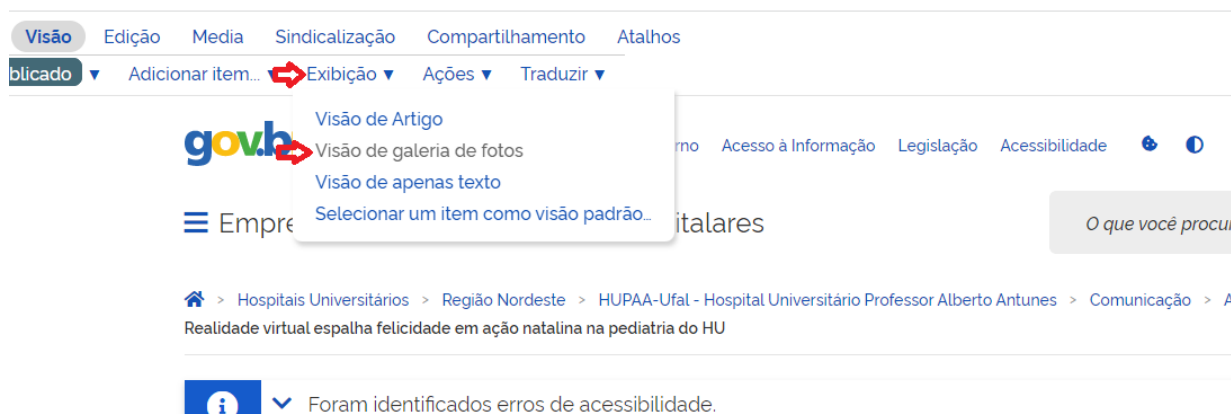 Visão Edição Media Sindicalização Compartilhamento Atalhos
blicado ▼ Adicionar item... ▼ Exibição ▼ Ações ▼ Traduzir ▼
Visão de Artigo
gov.b
Visão de galeria de fotos
rno Acesso à Informação Legislação Acessibilidade
Visão de apenas texto
Selecionar um item como visão padrão...
Empre italares
O que você procur
> Hospitais Universitários > Região Nordeste > HUPAA-Ufal - Hospital Universitário Professor Alberto Antunes > Comunicação > A
Realidade virtual espalha felicidade em ação natalina na pediatria do HU
Foram identificados erros de acessibilidade.